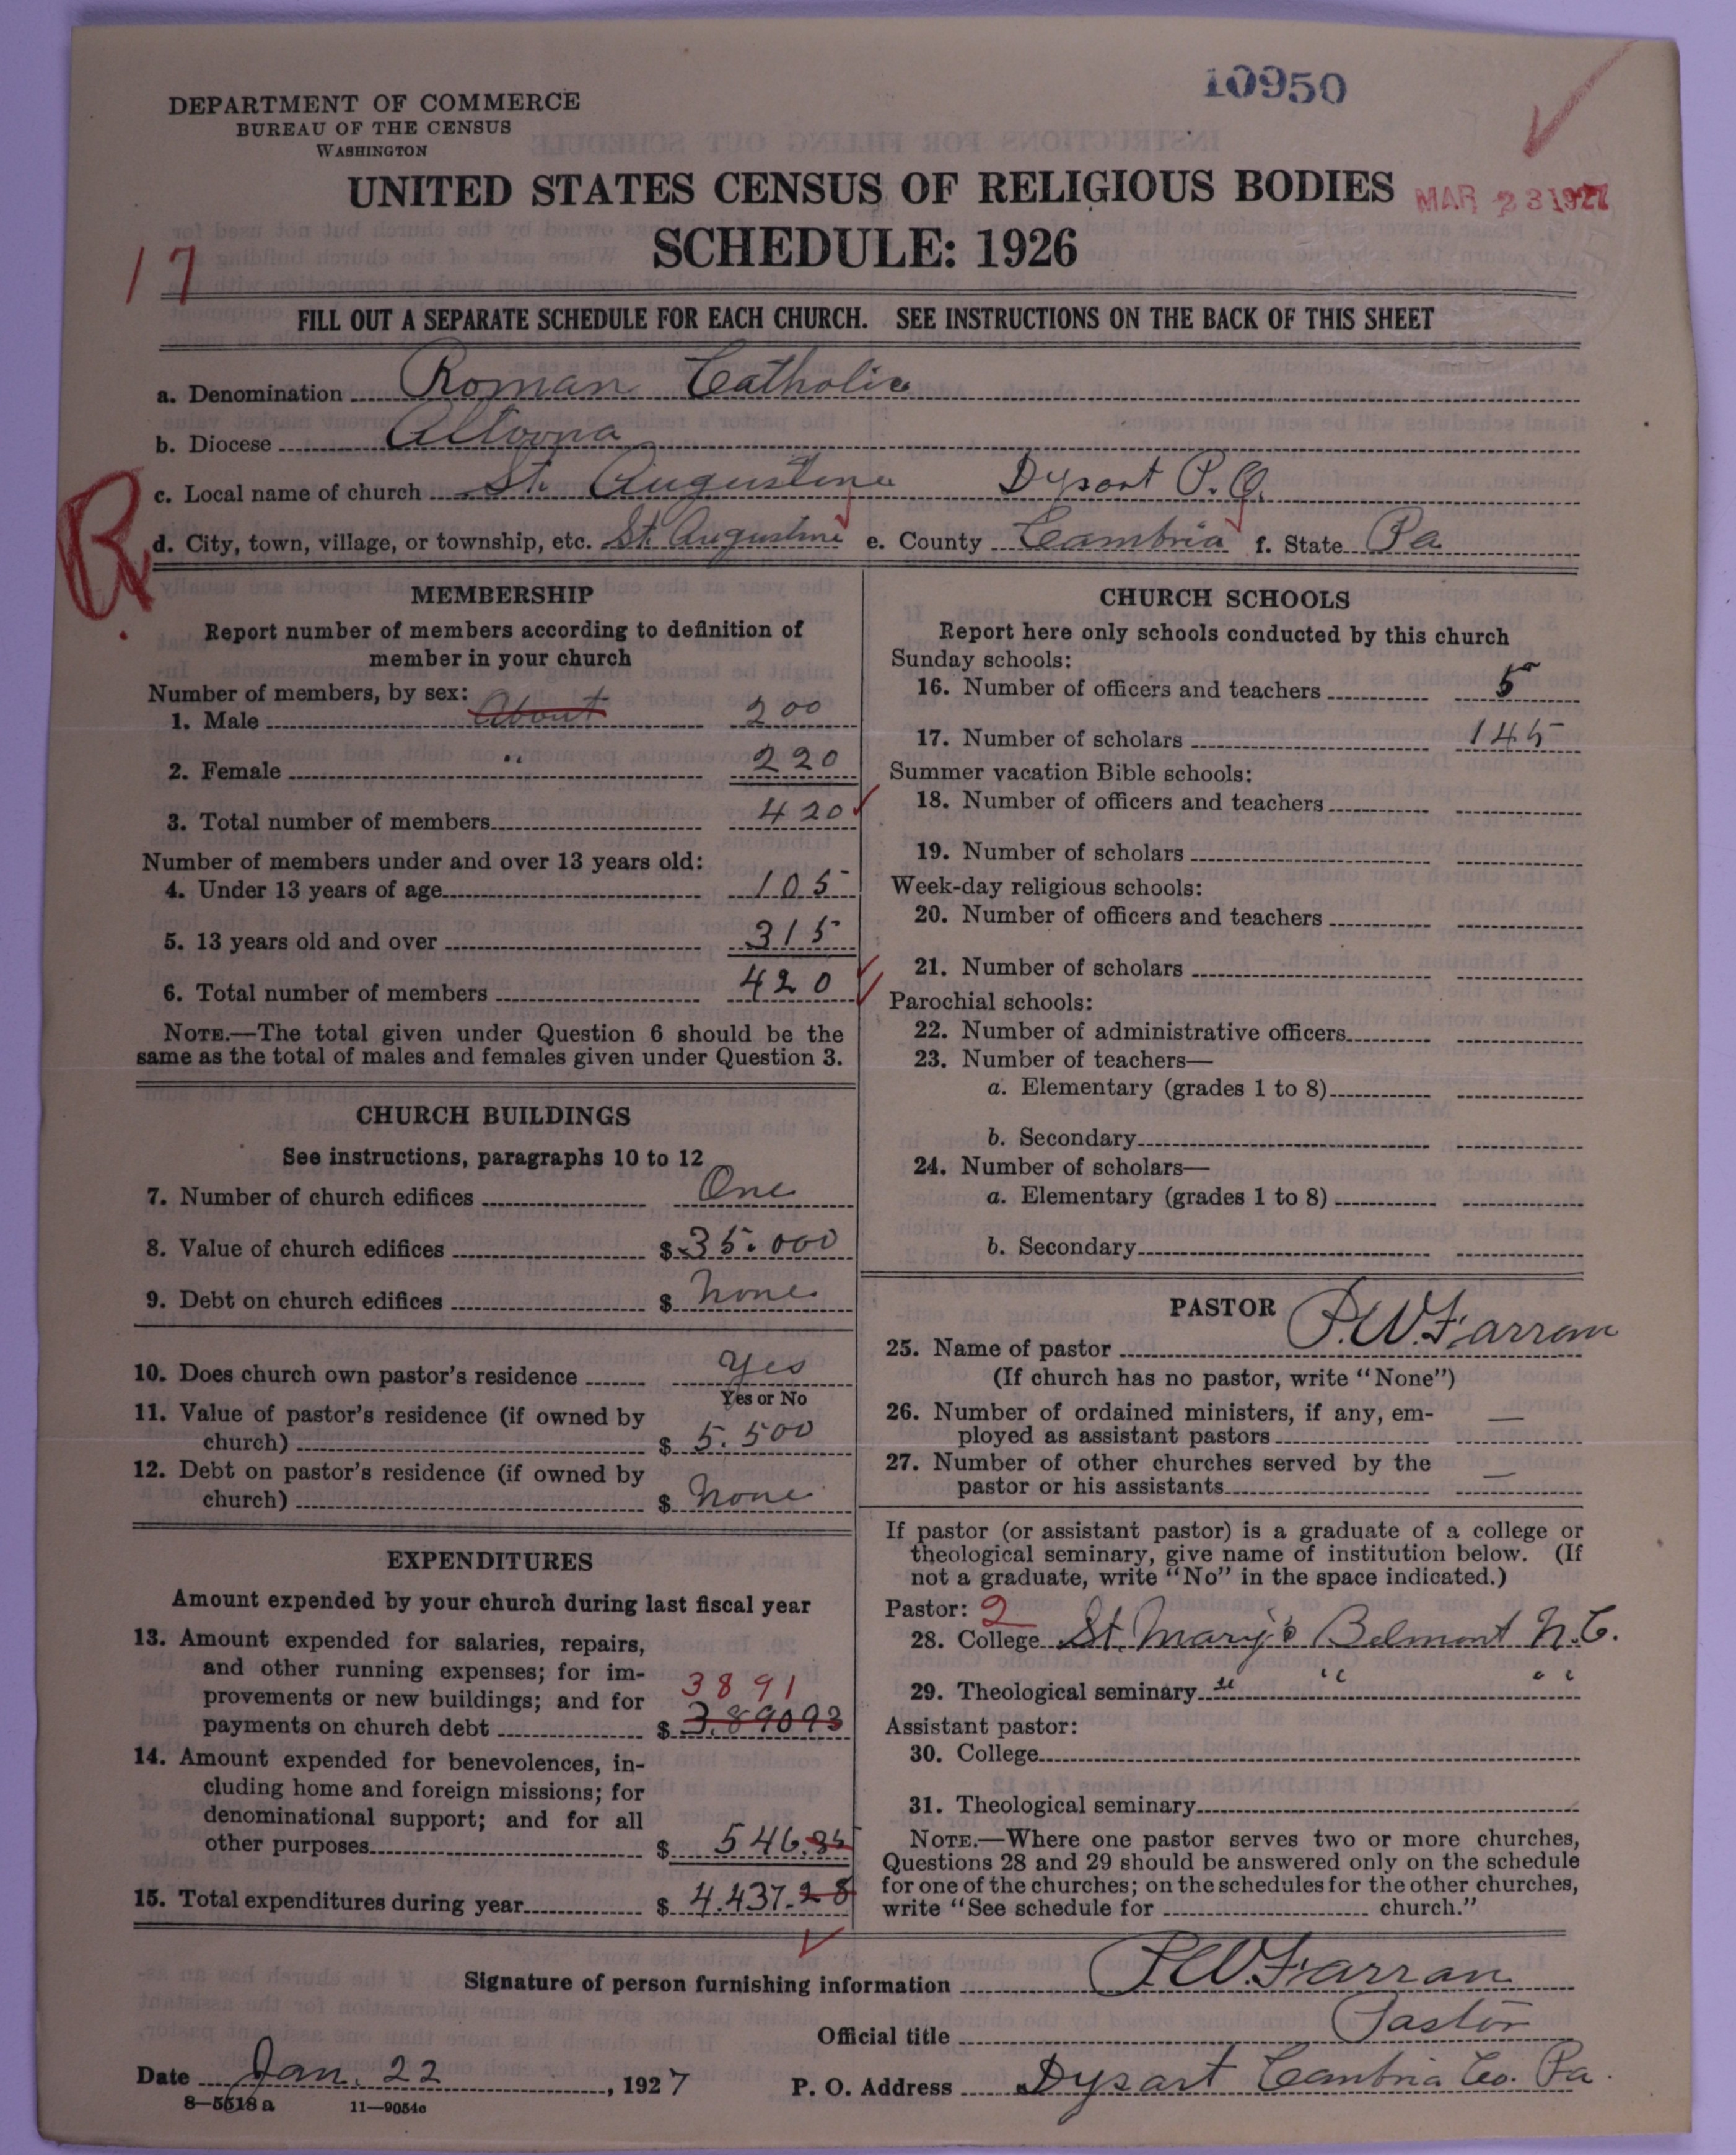 10950
DEPARTMENT OF COMMERCE
BUREAU OF THE CENSUS
WASHINGTON
UNITED STATES CENSUS OF RELIGIOUS BODIES
MAR 23 1927
SCHEDULE: 1926
17
FILL OUT A SEPARATE SCHEDULE FOR EACH CHURCH. SEE INSTRUCTIONS ON THE BACK OF THIS SHEET
a. Denomination Roman Catholic
b. Diocese Altoona
c. Local name of church St. Augustine Dysart P.O.
d. City, town, village, or township, etc. St. Augustine e. County Cambria f. State Pa
MEMBERSHIP
Report number of members according to definition of
member in your church
Number of members, by sex:
1. Male About 200
2. Female " 220
3. Total number of members 420
Number of members under and over 13 years old:
4. Under 13 years of age 105
5. 13 years old and over 315
6. Total number of members 420
NOTE.—The total given under Question 6 should be the
same as the total of males and females given under Question 3.
CHURCH BUILDINGS
See instructions, paragraphs 10 to 12
7. Number of church edifices One
8. Value of church edifices $ 35.000
9. Debt on church edifices $ None
10. Does church own pastor's residence Yes
Yes or No
11. Value of pastor's residence (if owned by
church) $ 5.500
12. Debt on pastor's residence (if owned by
church) $ None
EXPENDITURES
Amount expended by your church during last fiscal year
13. Amount expended for salaries, repairs,
and other running expenses; for im-
provements or new buildings; and for 3891
payments on church debt $ 3.89093
14. Amount expended for benevolences, in-
cluding home and foreign missions; for
denominational support; and for all
other purposes $ 546.
15. Total expenditures during year $ 4.437.28
CHURCH SCHOOLS
Report here only schools conducted by this church
Sunday schools:
16. Number of officers and teachers 5
17. Number of scholars 145
Summer vacation Bible schools:
18. Number of officers and teachers
19. Number of scholars
Week-day religious schools:
20. Number of officers and teachers
21. Number of scholars
Parochial schools:
22. Number of administrative officers
23. Number of teachers—
a. Elementary (grades 1 to 8)
b. Secondary
24. Number of scholars—
a. Elementary (grades 1 to 8)
b. Secondary
PASTOR
25. Name of pastor P.W. Farran
(If church has no pastor, write "None")
26. Number of ordained ministers, if any, em-
ployed as assistant pastors —
27. Number of other churches served by the
pastor or his assistants —
If pastor (or assistant pastor) is a graduate of a college or
theological seminary, give name of institution below. (If
not a graduate, write "No" in the space indicated.)
Pastor: 2
28. College St. Mary's Belmont N.C.
29. Theological seminary " " "
Assistant pastor:
30. College
31. Theological seminary
NOTE.—Where one pastor serves two or more churches,
Questions 28 and 29 should be answered only on the schedule
for one of the churches; on the schedules for the other churches,
write "See schedule for church."
Signature of person furnishing information P.W. Farran
Official title Pastor
Date Jan. 22, 1927 P. O. Address Dysart Cambria Co. Pa.
8—5518 a 11—9054c